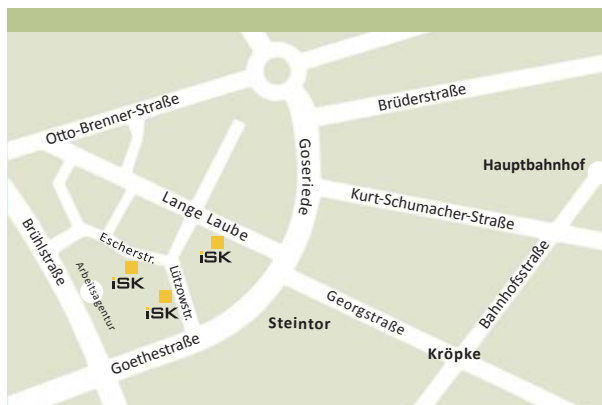 Otto-Brenner-Straße
Brüderstraße
Goseriede
Hauptbahnhof
Kurt-Schumacher-Straße
Lange Laube
Brühlstraße
Escherstr.
iSK
Arbeitsagentur
iSK
Lützowstr.
iSK
Bahnhofsstraße
Georgstraße
Steintor
Goethestraße
Kröpke